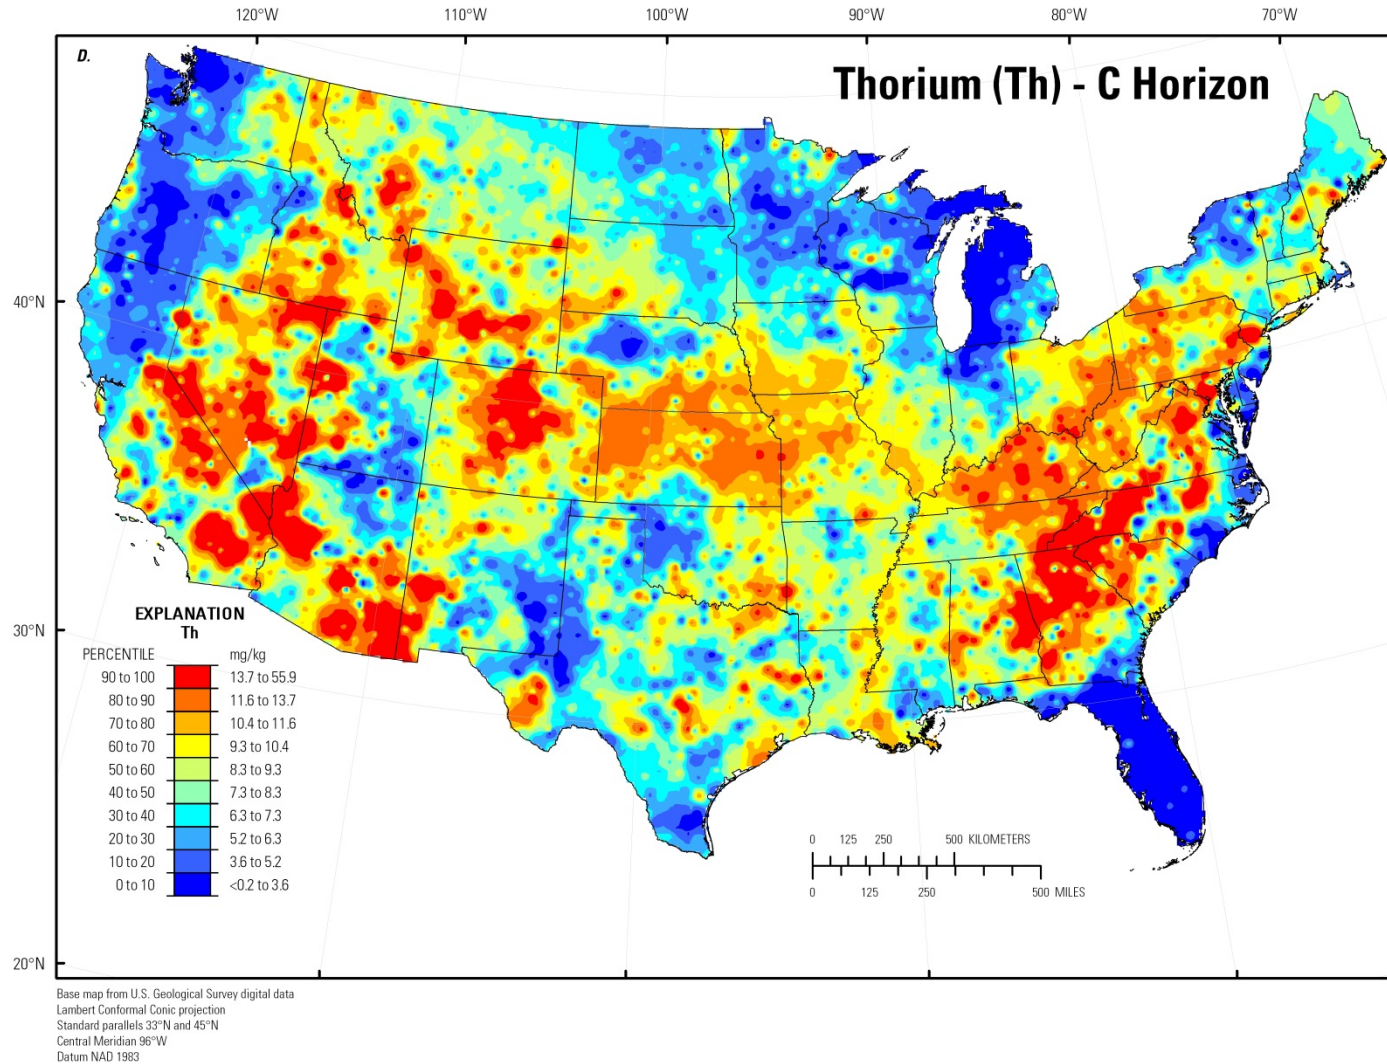 120°W 110°W 100°W 90°W 80°W 70°W
D.
Thorium (Th) - C Horizon
40°N
30°N
20°N
EXPLANATION
Th
PERCENTILE mg/kg
90 to 100 13.7 to 55.9
80 to 90 11.6 to 13.7
70 to 80 10.4 to 11.6
60 to 70 9.3 to 10.4
50 to 60 8.3 to 9.3
40 to 50 7.3 to 8.3
30 to 40 6.3 to 7.3
20 to 30 5.2 to 6.3
10 to 20 3.6 to 5.2
0 to 10 <0.2 to 3.6
0 125 250 500 KILOMETERS
0 125 250 500 MILES
Base map from U.S. Geological Survey digital data
Lambert Conformal Conic projection
Standard parallels 33°N and 45°N
Central Meridian 96°W
Datum NAD 1983